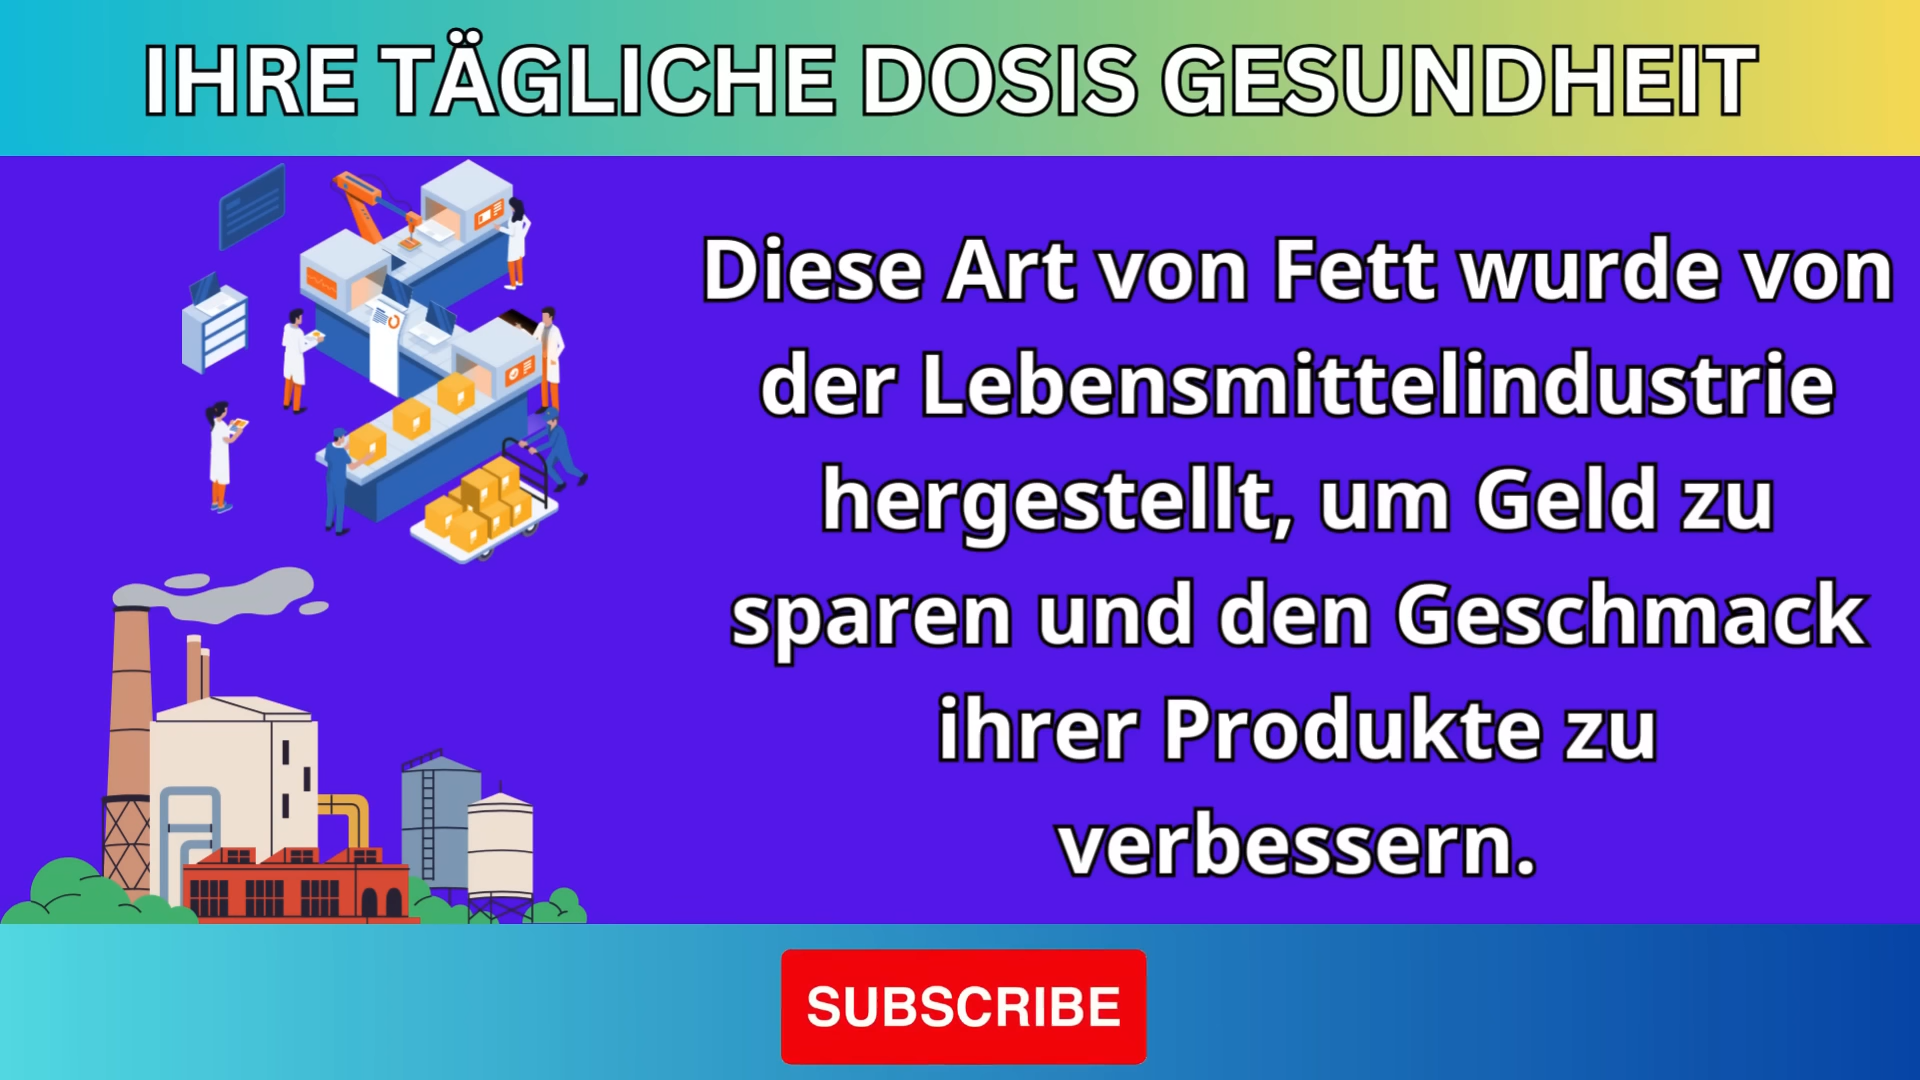 IHRE TÄGLICHE DOSIS GESUNDHEIT
Diese Art von Fett wurde von
der Lebensmittelindustrie
hergestellt, um Geld zu
sparen und den Geschmack
ihrer Produkte zu
verbessern.
SUBSCRIBE